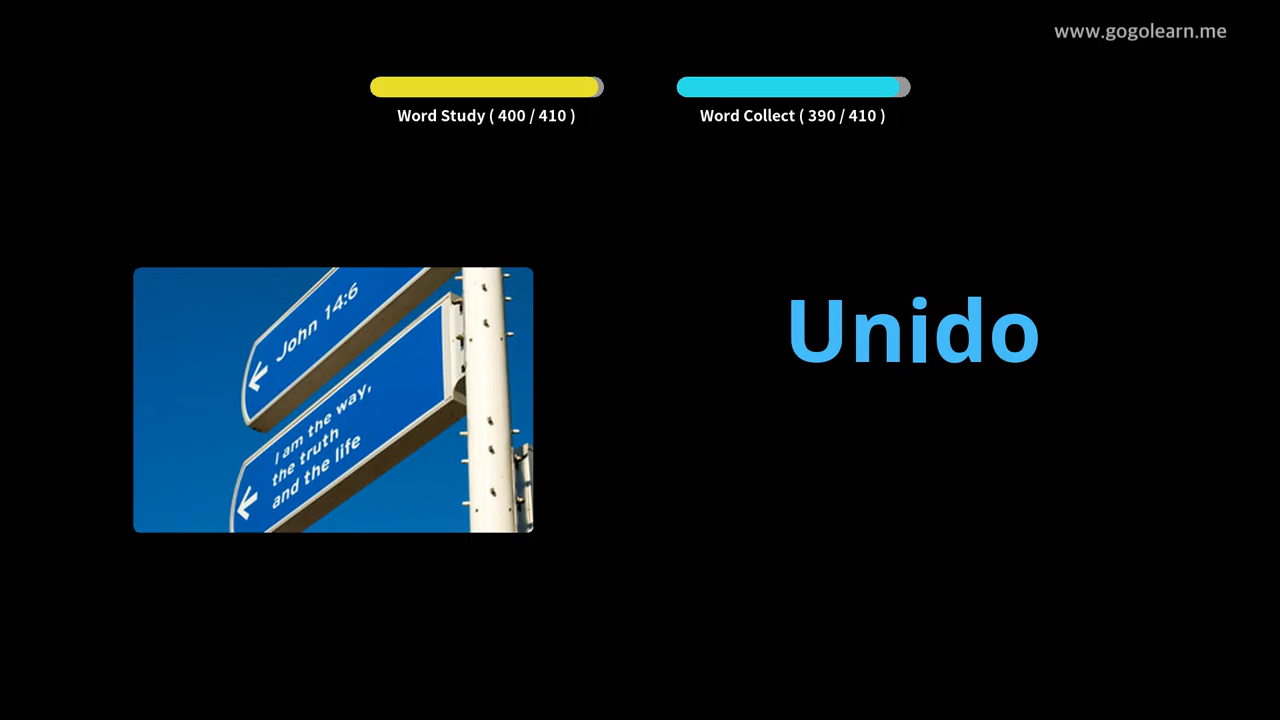 www.gogolearn.me
Word Study ( 400 / 410 )
Word Collect ( 390 / 410 )
John 14:6
I am the way,
the truth
and the life
Unido